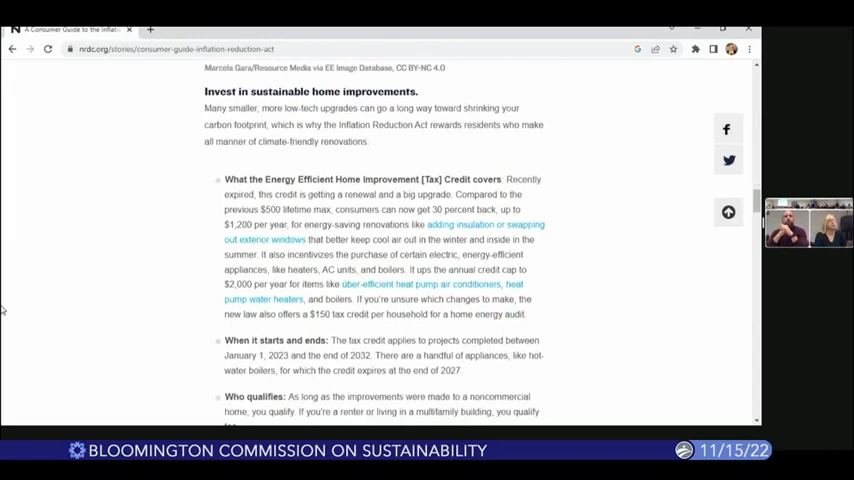 A Consumer Guide to the Inflati
nrdc.org/stories/consumer-guide-inflation-reduction-act
Marcela Gara/Resource Media via EE Image Database, CC BY-NC 4.0
Invest in sustainable home improvements.
Many smaller, more low-tech upgrades can go a long way toward shrinking your
carbon footprint, which is why the Inflation Reduction Act rewards residents who make
all manner of climate-friendly renovations.
What the Energy Efficient Home Improvement [Tax] Credit covers: Recently
expired, this credit is getting a renewal and a big upgrade. Compared to the
previous $500 lifetime max, consumers can now get 30 percent back, up to
$1,200 per year, for energy-saving renovations like adding insulation or swapping
out exterior windows that better keep cool air out in the winter and inside in the
summer. It also incentivizes the purchase of certain electric, energy-efficient
appliances, like heaters, AC units, and boilers. It ups the annual credit cap to
$2,000 per year for items like über-efficient heat pump air conditioners, heat
pump water heaters, and boilers. If you're unsure which changes to make, the
new law also offers a $150 tax credit per household for a home energy audit.
When it starts and ends: The tax credit applies to projects completed between
January 1, 2023 and the end of 2032. There are a handful of appliances, like hot-
water boilers, for which the credit expires at the end of 2027.
Who qualifies: As long as the improvements were made to a noncommercial
home, you qualify. If you're a renter or living in a multifamily building, you qualify
BLOOMINGTON COMMISSION ON SUSTAINABILITY
11/15/22